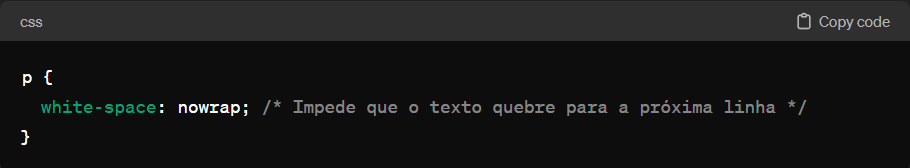 css
Copy code
p {
  white-space: nowrap; /* Impede que o texto quebre para a próxima linha */
}